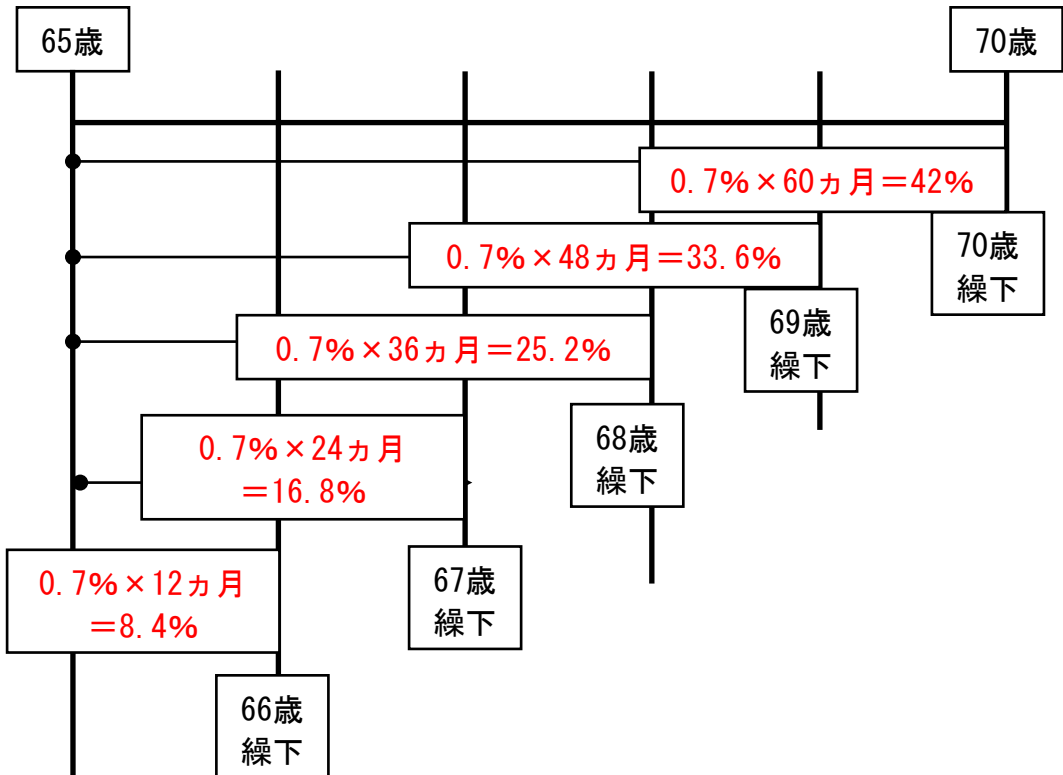 65歳
70歳
0.7%×60ヵ月＝42%
70歳
繰下
0.7%×48ヵ月＝33.6%
69歳
繰下
0.7%×36ヵ月＝25.2%
68歳
繰下
0.7%×24ヵ月
＝16.8%
67歳
繰下
0.7%×12ヵ月
＝8.4%
66歳
繰下